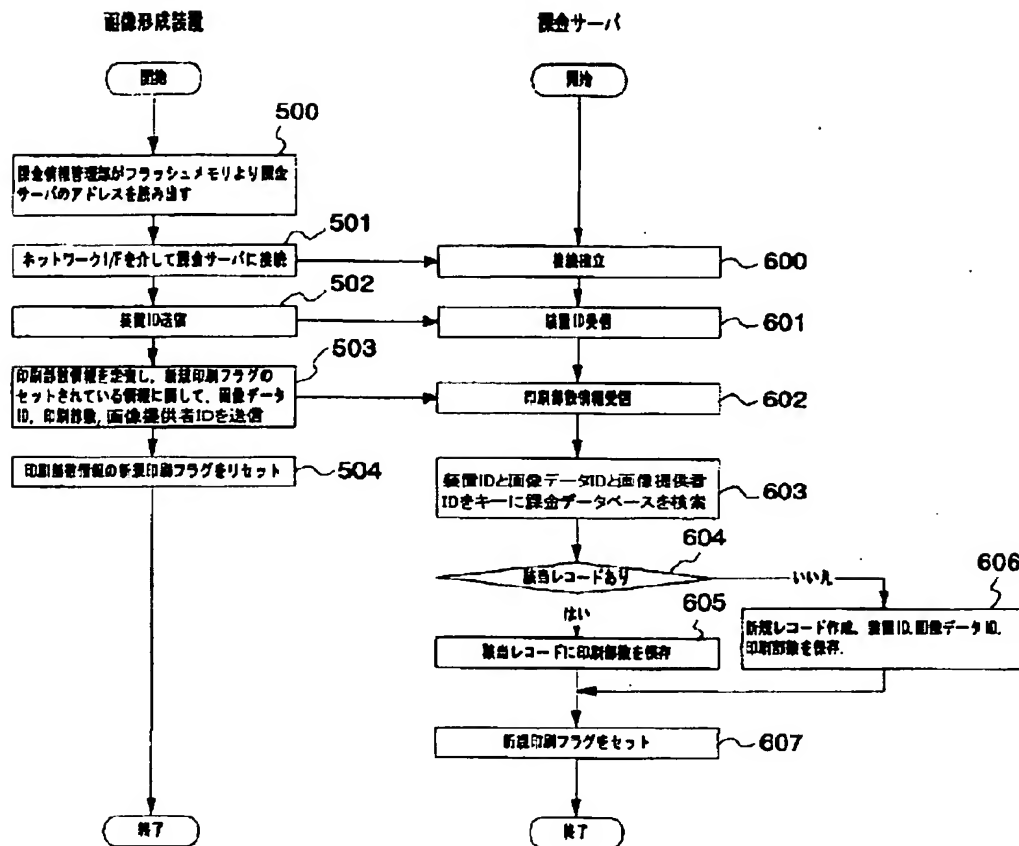 画像形成装置
開始
500
課金情報管理部がフラッシュメモリより課金
サーバのアドレスを読み出す
501
ネットワークI/Fを介して課金サーバに接続
502
装置ID送信
503
印刷部数情報を走査し、新規印刷フラグの
セットされている情報に関して、画像データ
ID、印刷部数、画像提供者IDを送信
印刷部数情報の新規印刷フラグをリセット
504
終了
課金サーバ
開始
接続確立
600
装置ID受信
601
印刷部数情報受信
602
装置IDと画像データIDと画像提供者
IDをキーに課金データベースを検索
603
604
該当レコードあり
いいえ
はい
605
該当レコードに印刷部数を保存
606
新規レコード作成、装置ID、画像データID、
印刷部数を保存.
新規印刷フラグをセット
607
終了